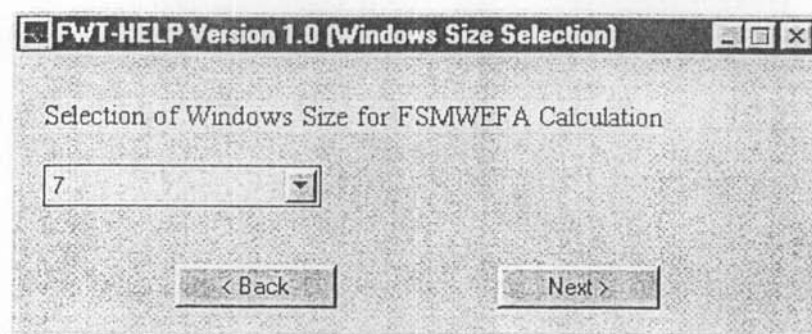 FWT-HELP Version 1.0 (Windows Size Selection)
Selection of Windows Size for FSMWEFA Calculation
7
< Back
Next >